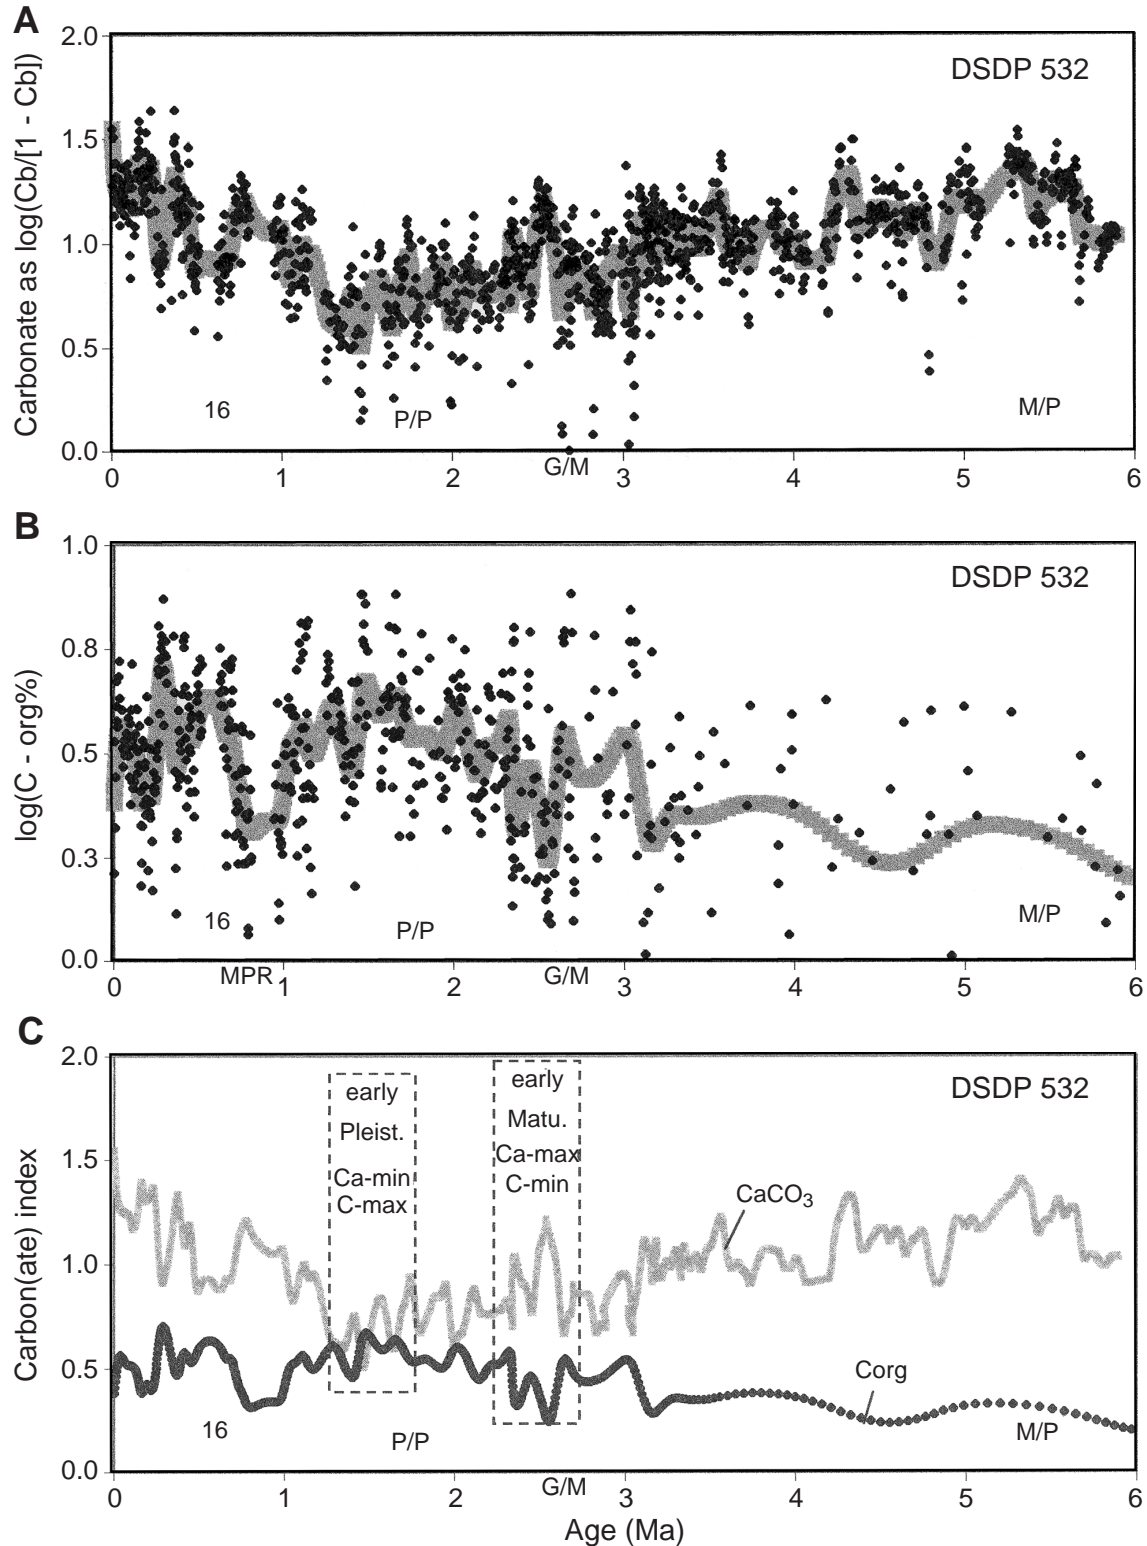 A
Carbonate as log(Cb/[1 - Cb])
2.0
DSDP 532
1.5
1.0
0.5
16
P/P
M/P
0.0
G/M
0 1 2 3 4 5 6
B
log(C - org%)
1.0
DSDP 532
0.8
0.5
0.3
16
P/P
M/P
0.0
MPR
G/M
0 1 2 3 4 5 6
C
Carbon(ate) index
2.0
DSDP 532
early
Pleist.
Ca-min
C-max
early
Matu.
Ca-max
C-min
1.5
CaCO₃
1.0
0.5
Corg
16
P/P
M/P
0.0
G/M
0 1 2 3 4 5 6
Age (Ma)